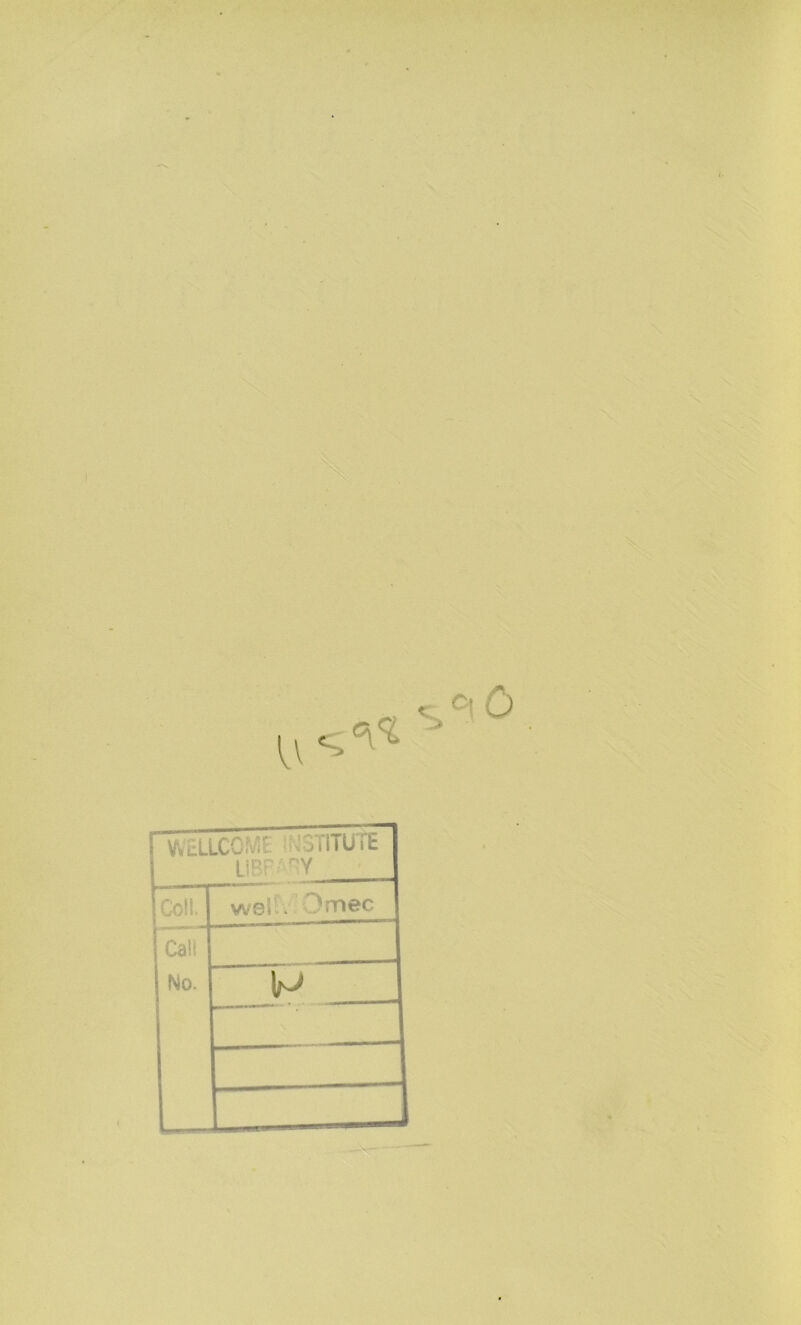 WELLCOME INSTITUTE
LIBRARY
Coll. welMOmec
Call
No. W